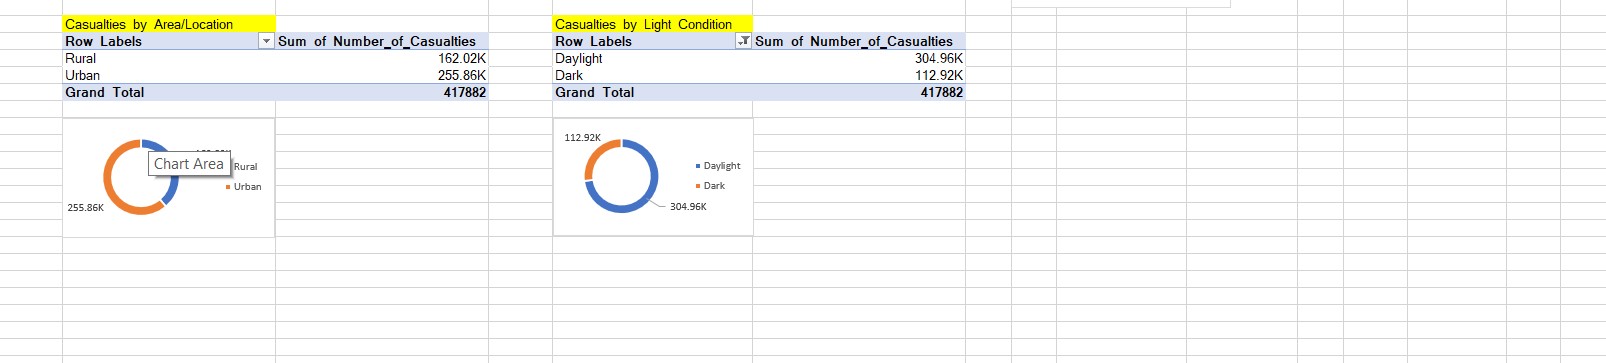 Casualties by Area/Location
Row Labels Sum of Number_of_Casualties
Rural 162.02K
Urban 255.86K
Grand Total 417882
Chart Area
Rural
Urban
255.86K
Casualties by Light Condition
Row Labels Sum of Number_of_Casualties
Daylight 304.96K
Dark 112.92K
Grand Total 417882
112.92K
Daylight
Dark
304.96K